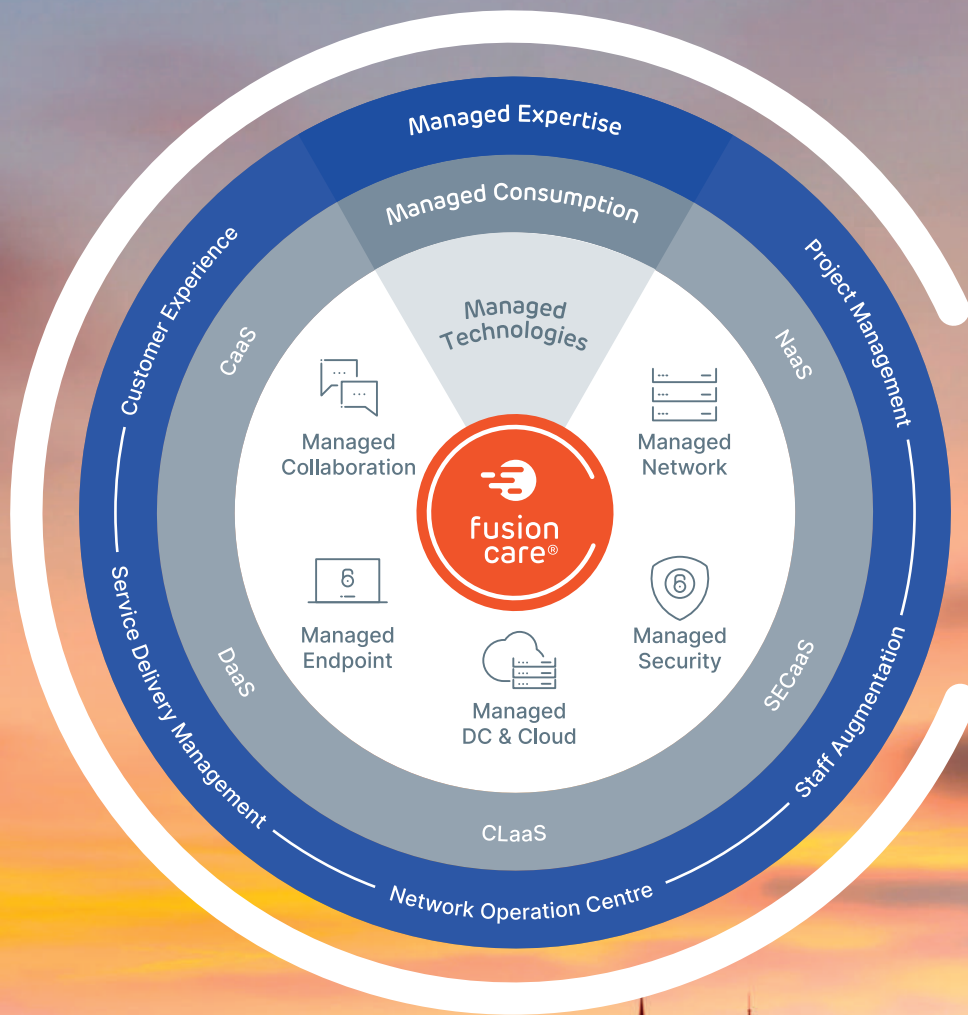 Managed Expertise
Managed Consumption
Managed
Technologies
Customer Experience
Project Management
CaaS
NaaS
Managed
Collaboration
Managed
Network
fusion
care®
Managed
Endpoint
Managed
Security
Managed
DC & Cloud
DaaS
SECaaS
CLaaS
Service Delivery Management
Staff Augmentation
Network Operation Centre